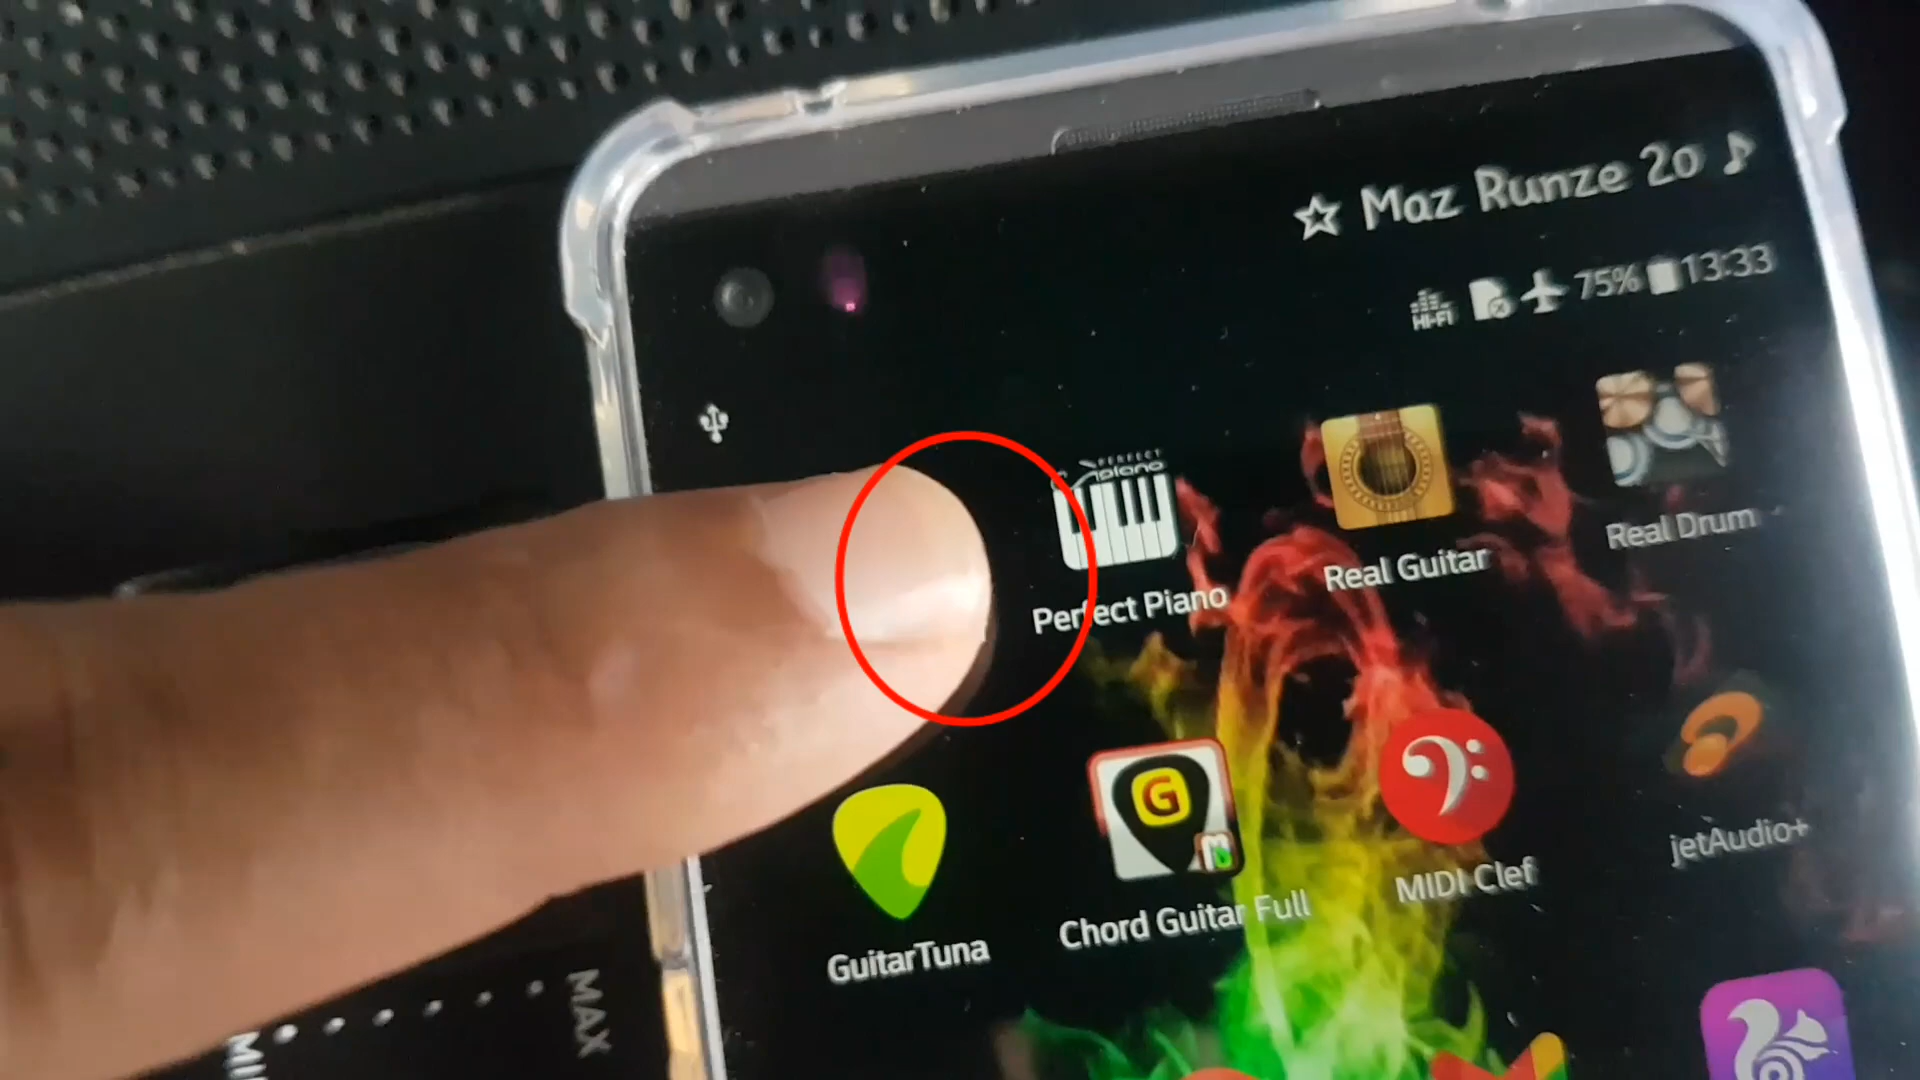 Maz Runze 2o
HI-FI 75% 13:33
PERFECT
piano
Perfect Piano
Real Guitar
Real Drum
G
GuitarTuna
Chord Guitar Full
MIDI Clef
jetAudio+
MAX